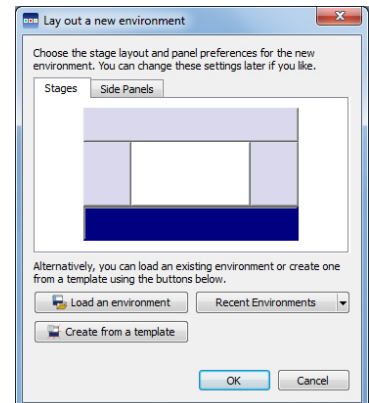 Lay out a new environment
Choose the stage layout and panel preferences for the new
environment. You can change these settings later if you like.
Stages
Side Panels
Alternatively, you can load an existing environment or create one
from a template using the buttons below.
Load an environment
Recent Environments
Create from a template
OK
Cancel